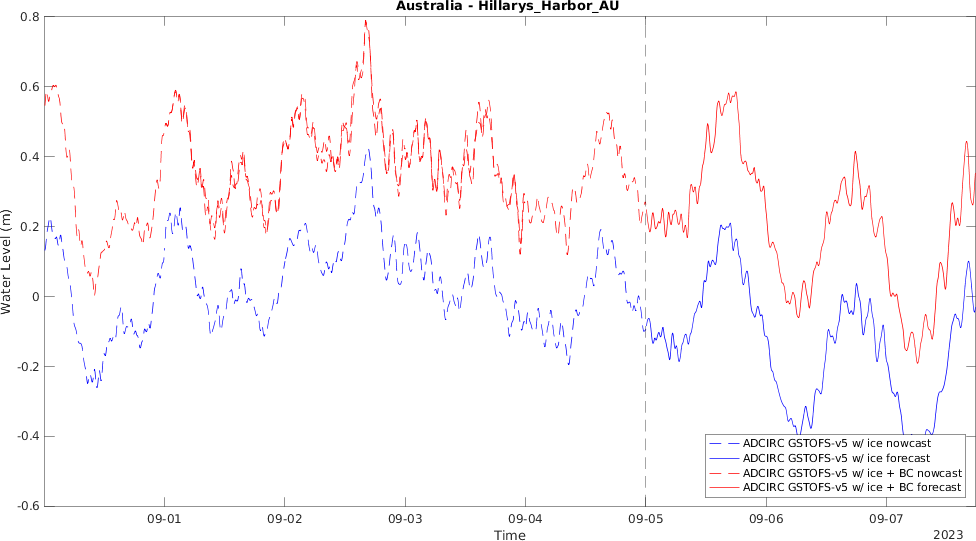 Australia - Hillarys_Harbor_AU
0.8
0.6
0.4
0.2
0
-0.2
-0.4
-0.6
Water Level (m)
ADCIRC GSTOFS-v5 w/ ice nowcast
ADCIRC GSTOFS-v5 w/ ice forecast
ADCIRC GSTOFS-v5 w/ ice + BC nowcast
ADCIRC GSTOFS-v5 w/ ice + BC forecast
09-01 09-02 09-03 09-04 09-05 09-06 09-07
Time
2023